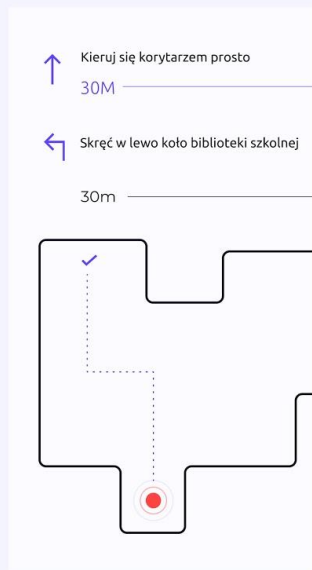 Kieruj się korytarzem prosto
30M
Skręć w lewo koło biblioteki szkolnej
30m